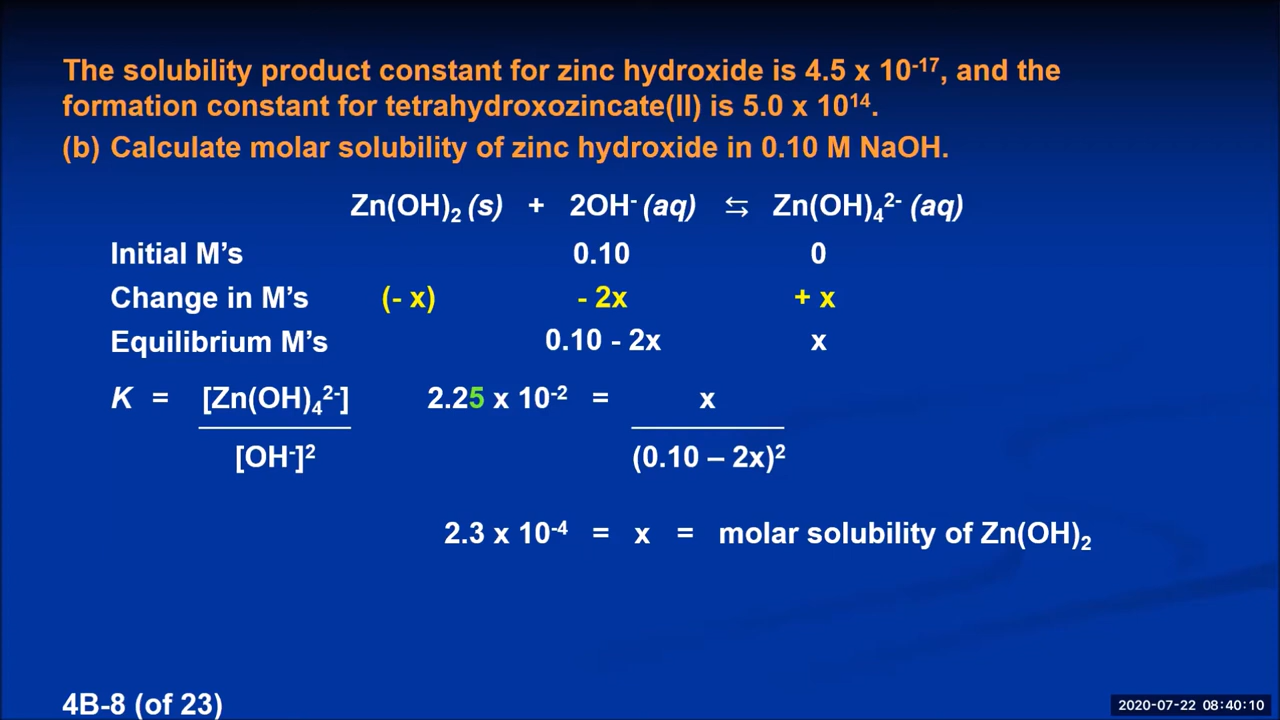 The solubility product constant for zinc hydroxide is 4.5 x 10⁻¹⁷, and the
formation constant for tetrahydroxozincate(II) is 5.0 x 10¹⁴.
(b) Calculate molar solubility of zinc hydroxide in 0.10 M NaOH.
Zn(OH)₂ (s) + 2OH⁻ (aq) ⇆ Zn(OH)₄²⁻ (aq)
Initial M’s 0.10 0
Change in M’s (- x) - 2x + x
Equilibrium M’s 0.10 - 2x x
K = [Zn(OH)₄²⁻] 2.25 x 10⁻² = x
[OH⁻]² (0.10 – 2x)²
2.3 x 10⁻⁴ = x = molar solubility of Zn(OH)₂
4B-8 (of 23)
2020-07-22 08:40:10